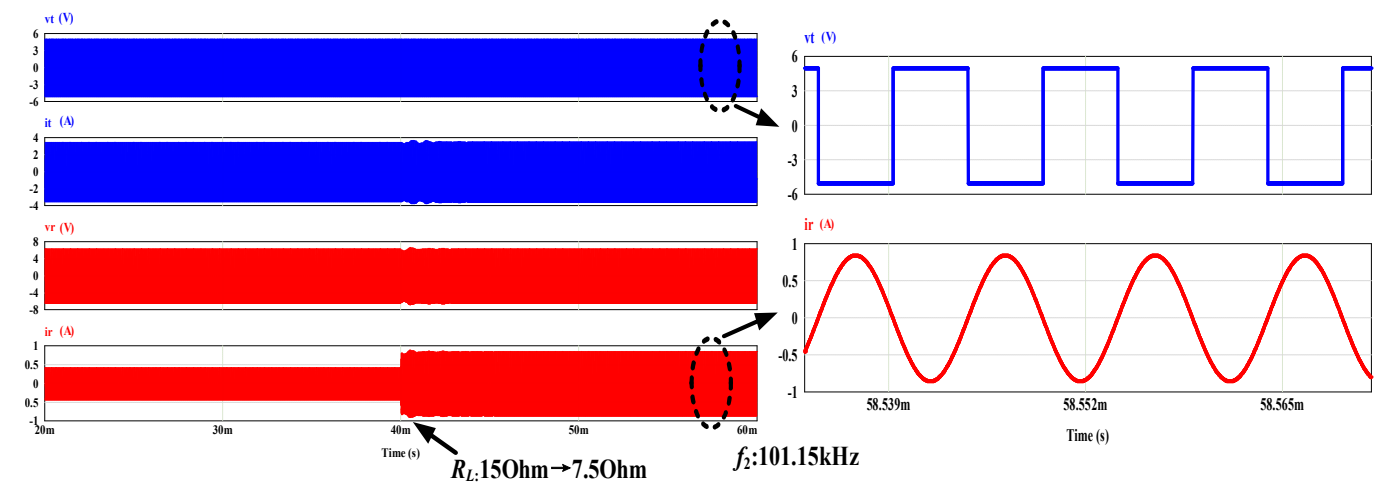 vt (V)
6
3
0
-3
-6
it (A)
4
2
0
-2
-4
vr (V)
8
4
0
-4
-8
ir (A)
1
0.5
0
0.5
-1
20m 30m 40m 50m 60m
Time (s)
RL:15Ohm→7.5Ohm
vt (V)
6
3
0
-3
-6
ir (A)
1
0.5
0
-0.5
-1
58.539m 58.552m 58.565m
Time (s)
f2:101.15kHz